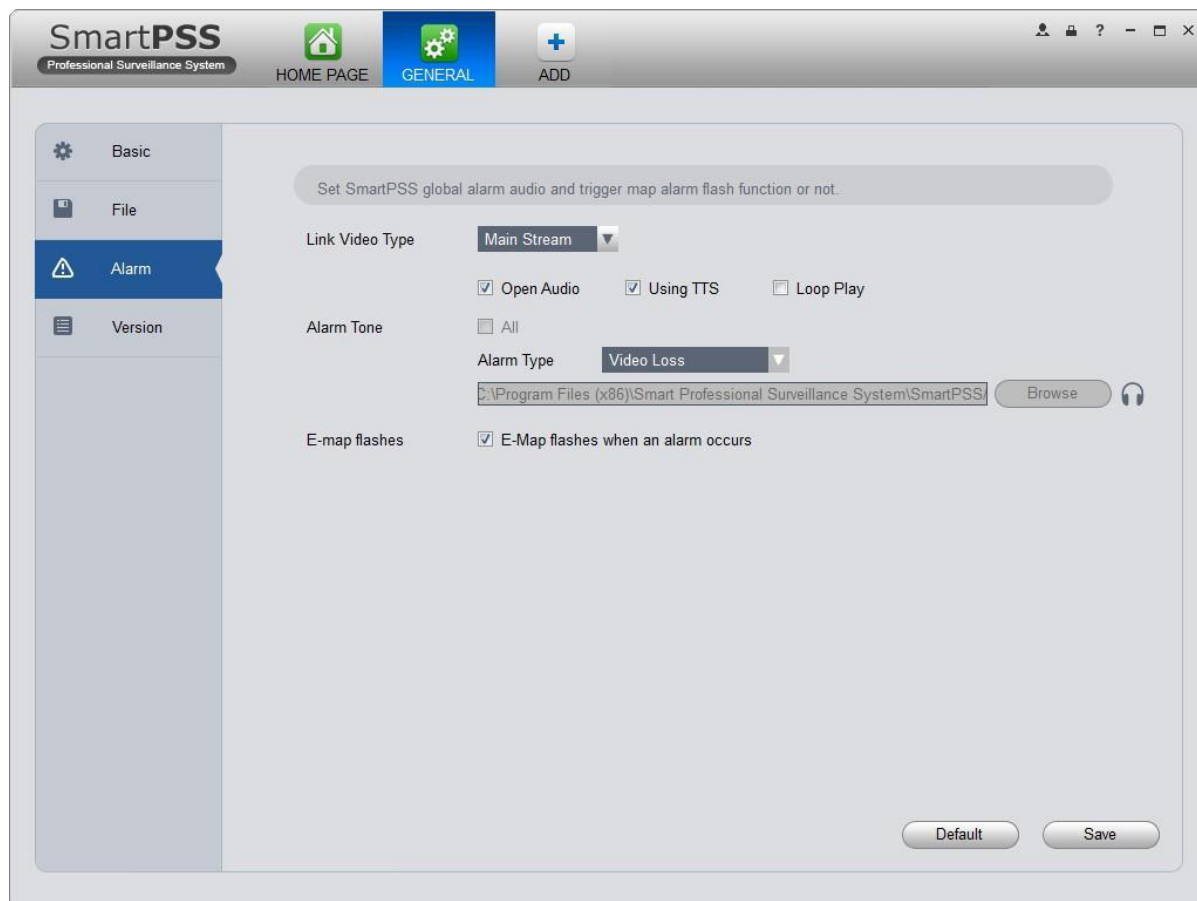 SmartPSS
Professional Surveillance System
HOME PAGE
GENERAL
ADD
?
Basic
File
Alarm
Version
Set SmartPSS global alarm audio and trigger map alarm flash function or not.
Link Video Type Main Stream
Open Audio Using TTS Loop Play
Alarm Tone All
Alarm Type Video Loss
C:\Program Files (x86)\Smart Professional Surveillance System\SmartPSS/ Browse
E-map flashes E-Map flashes when an alarm occurs
Default Save